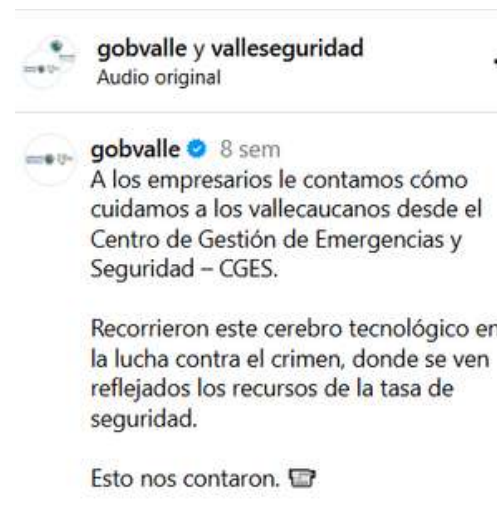 gobvalle y valleseguridad
Audio original
gobvalle 8 sem
A los empresarios le contamos cómo
cuidamos a los vallecaucanos desde el
Centro de Gestión de Emergencias y
Seguridad – CGES.
Recorrieron este cerebro tecnológico en
la lucha contra el crimen, donde se ven
reflejados los recursos de la tasa de
seguridad.
Esto nos contaron.